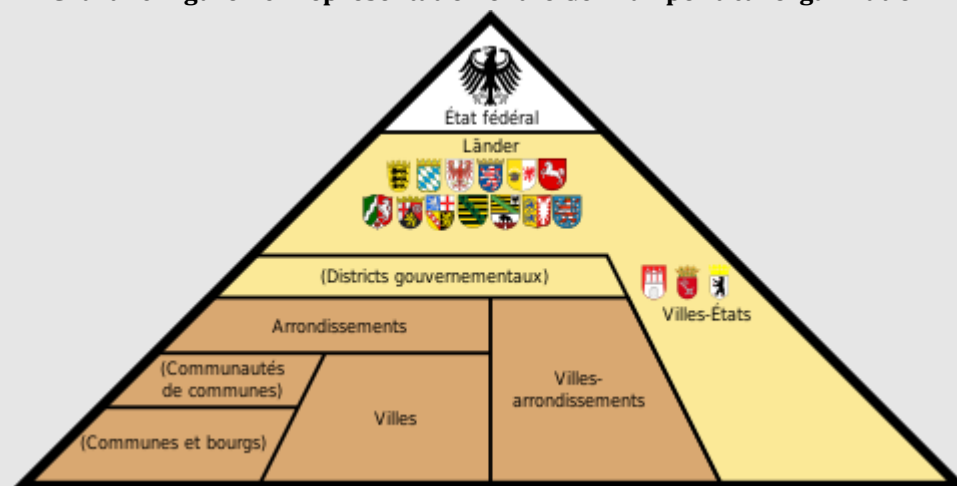 État fédéral
Länder
(Districts gouvernementaux)
Villes-États
Arrondissements
(Communautés
de communes)
Villes-
arrondissements
Villes
(Communes et bourgs)